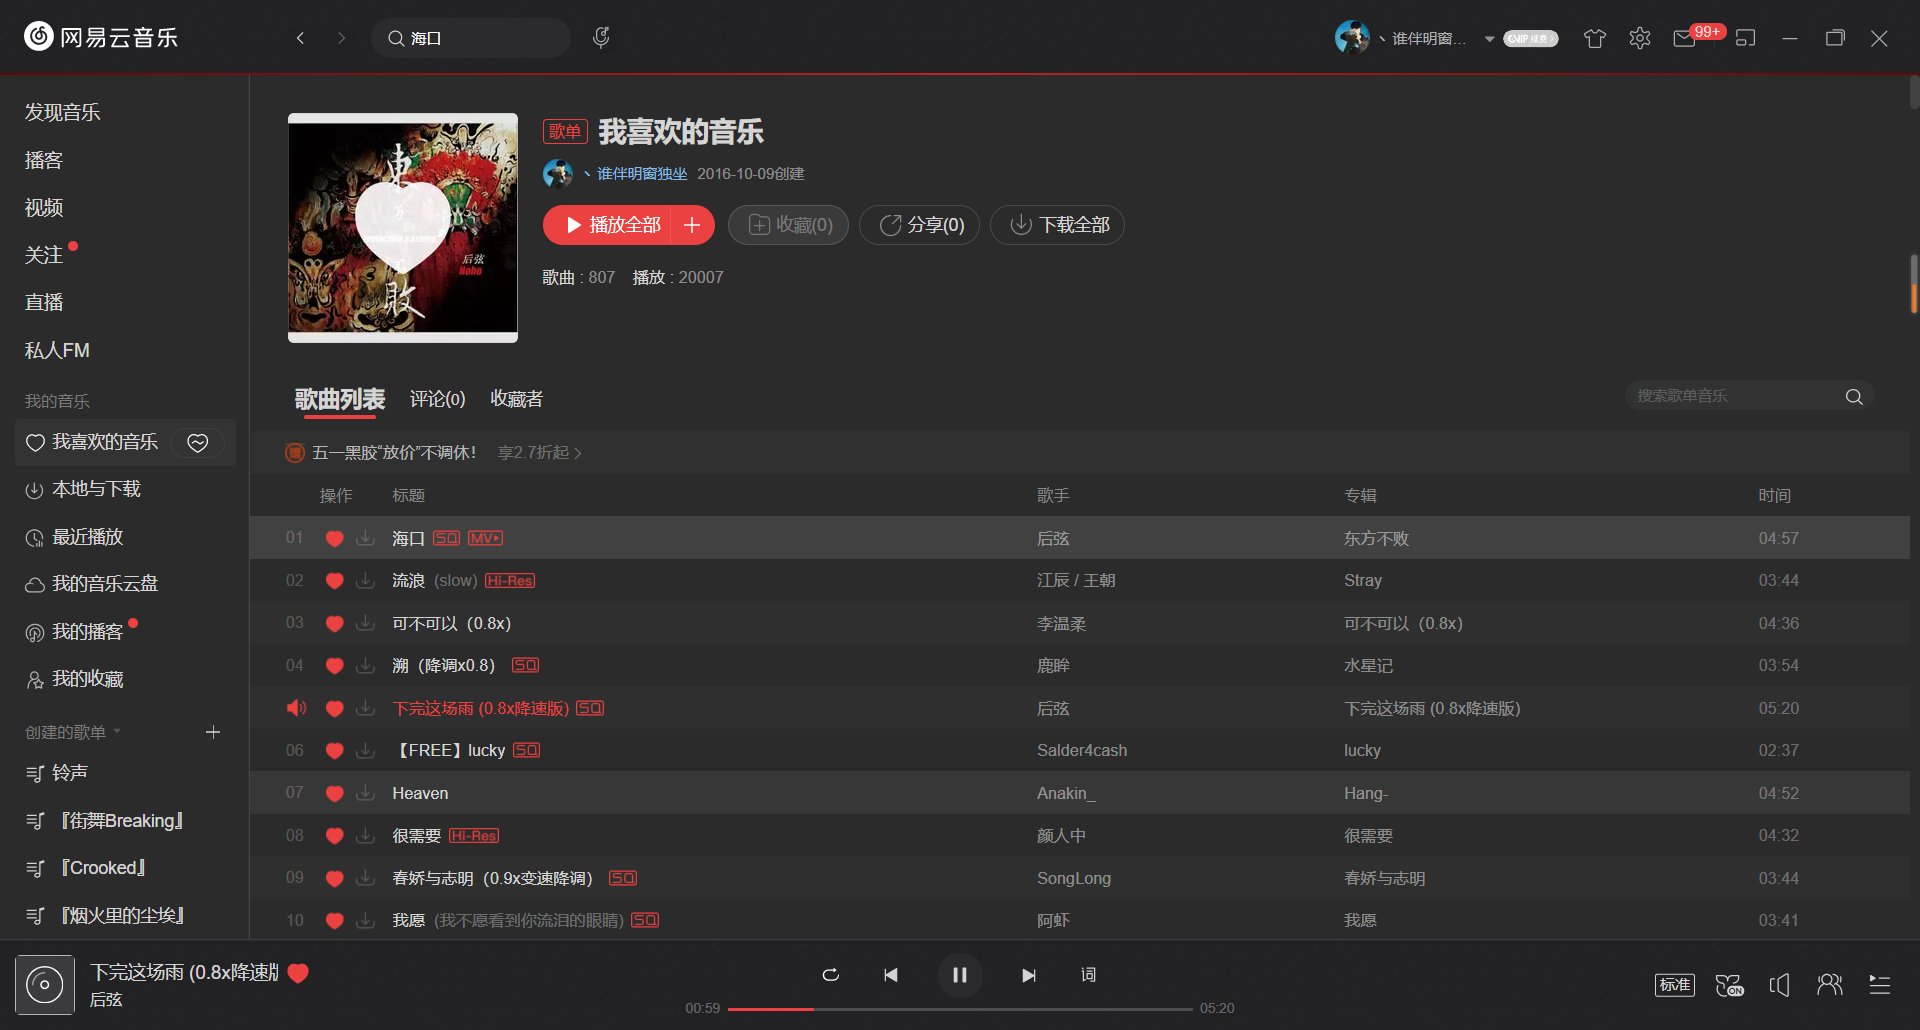 网易云音乐
海口
、谁伴明窗...
99+
发现音乐
播客
视频
关注
直播
私人FM
我的音乐
我喜欢的音乐
本地与下载
最近播放
我的音乐云盘
我的播客
我的收藏
创建的歌单
铃声
『街舞Breaking』
『Crooked』
『烟火里的尘埃』
東方不敗
后弦
歌单 我喜欢的音乐
、谁伴明窗独坐 2016-10-09创建
播放全部
收藏(0)
分享(0)
下载全部
歌曲 : 807 播放 : 20007
歌曲列表 评论(0) 收藏者
搜索歌单音乐
五一黑胶“放价”不调休！ 享2.7折起
操作 标题 歌手 专辑 时间
01 海口 SQ MV 后弦 东方不败 04:57
02 流浪 (slow) Hi-Res 江辰 / 王朝 Stray 03:44
03 可不可以（0.8x） 李温柔 可不可以（0.8x） 04:36
04 溯（降调x0.8） SQ 鹿眸 水星记 03:54
下完这场雨 (0.8x降速版) SQ 后弦 下完这场雨 (0.8x降速版) 05:20
06 【FREE】lucky SQ Salder4cash lucky 02:37
07 Heaven Anakin_ Hang- 04:52
08 很需要 Hi-Res 颜人中 很需要 04:32
09 春娇与志明（0.9x变速降调） SQ SongLong 春娇与志明 03:44
10 我愿 (我不愿看到你流泪的眼睛) SQ 阿虾 我愿 03:41
下完这场雨 (0.8x降速版
后弦
词
00:59 05:20
标准
ON